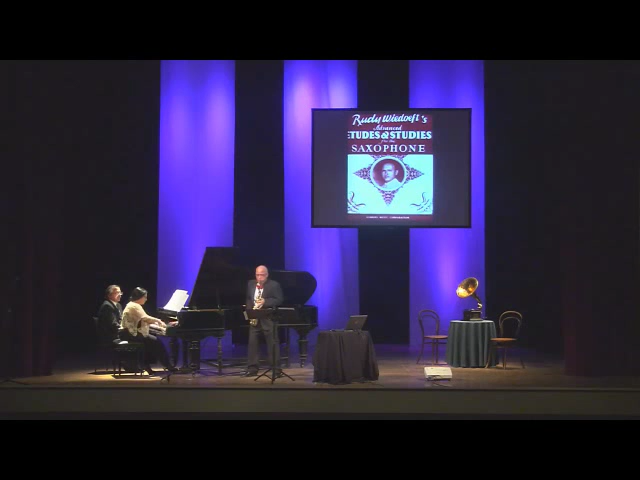 Rudy Wiedoeft's
Advanced
ETUDES & STUDIES
For the
SAXOPHONE